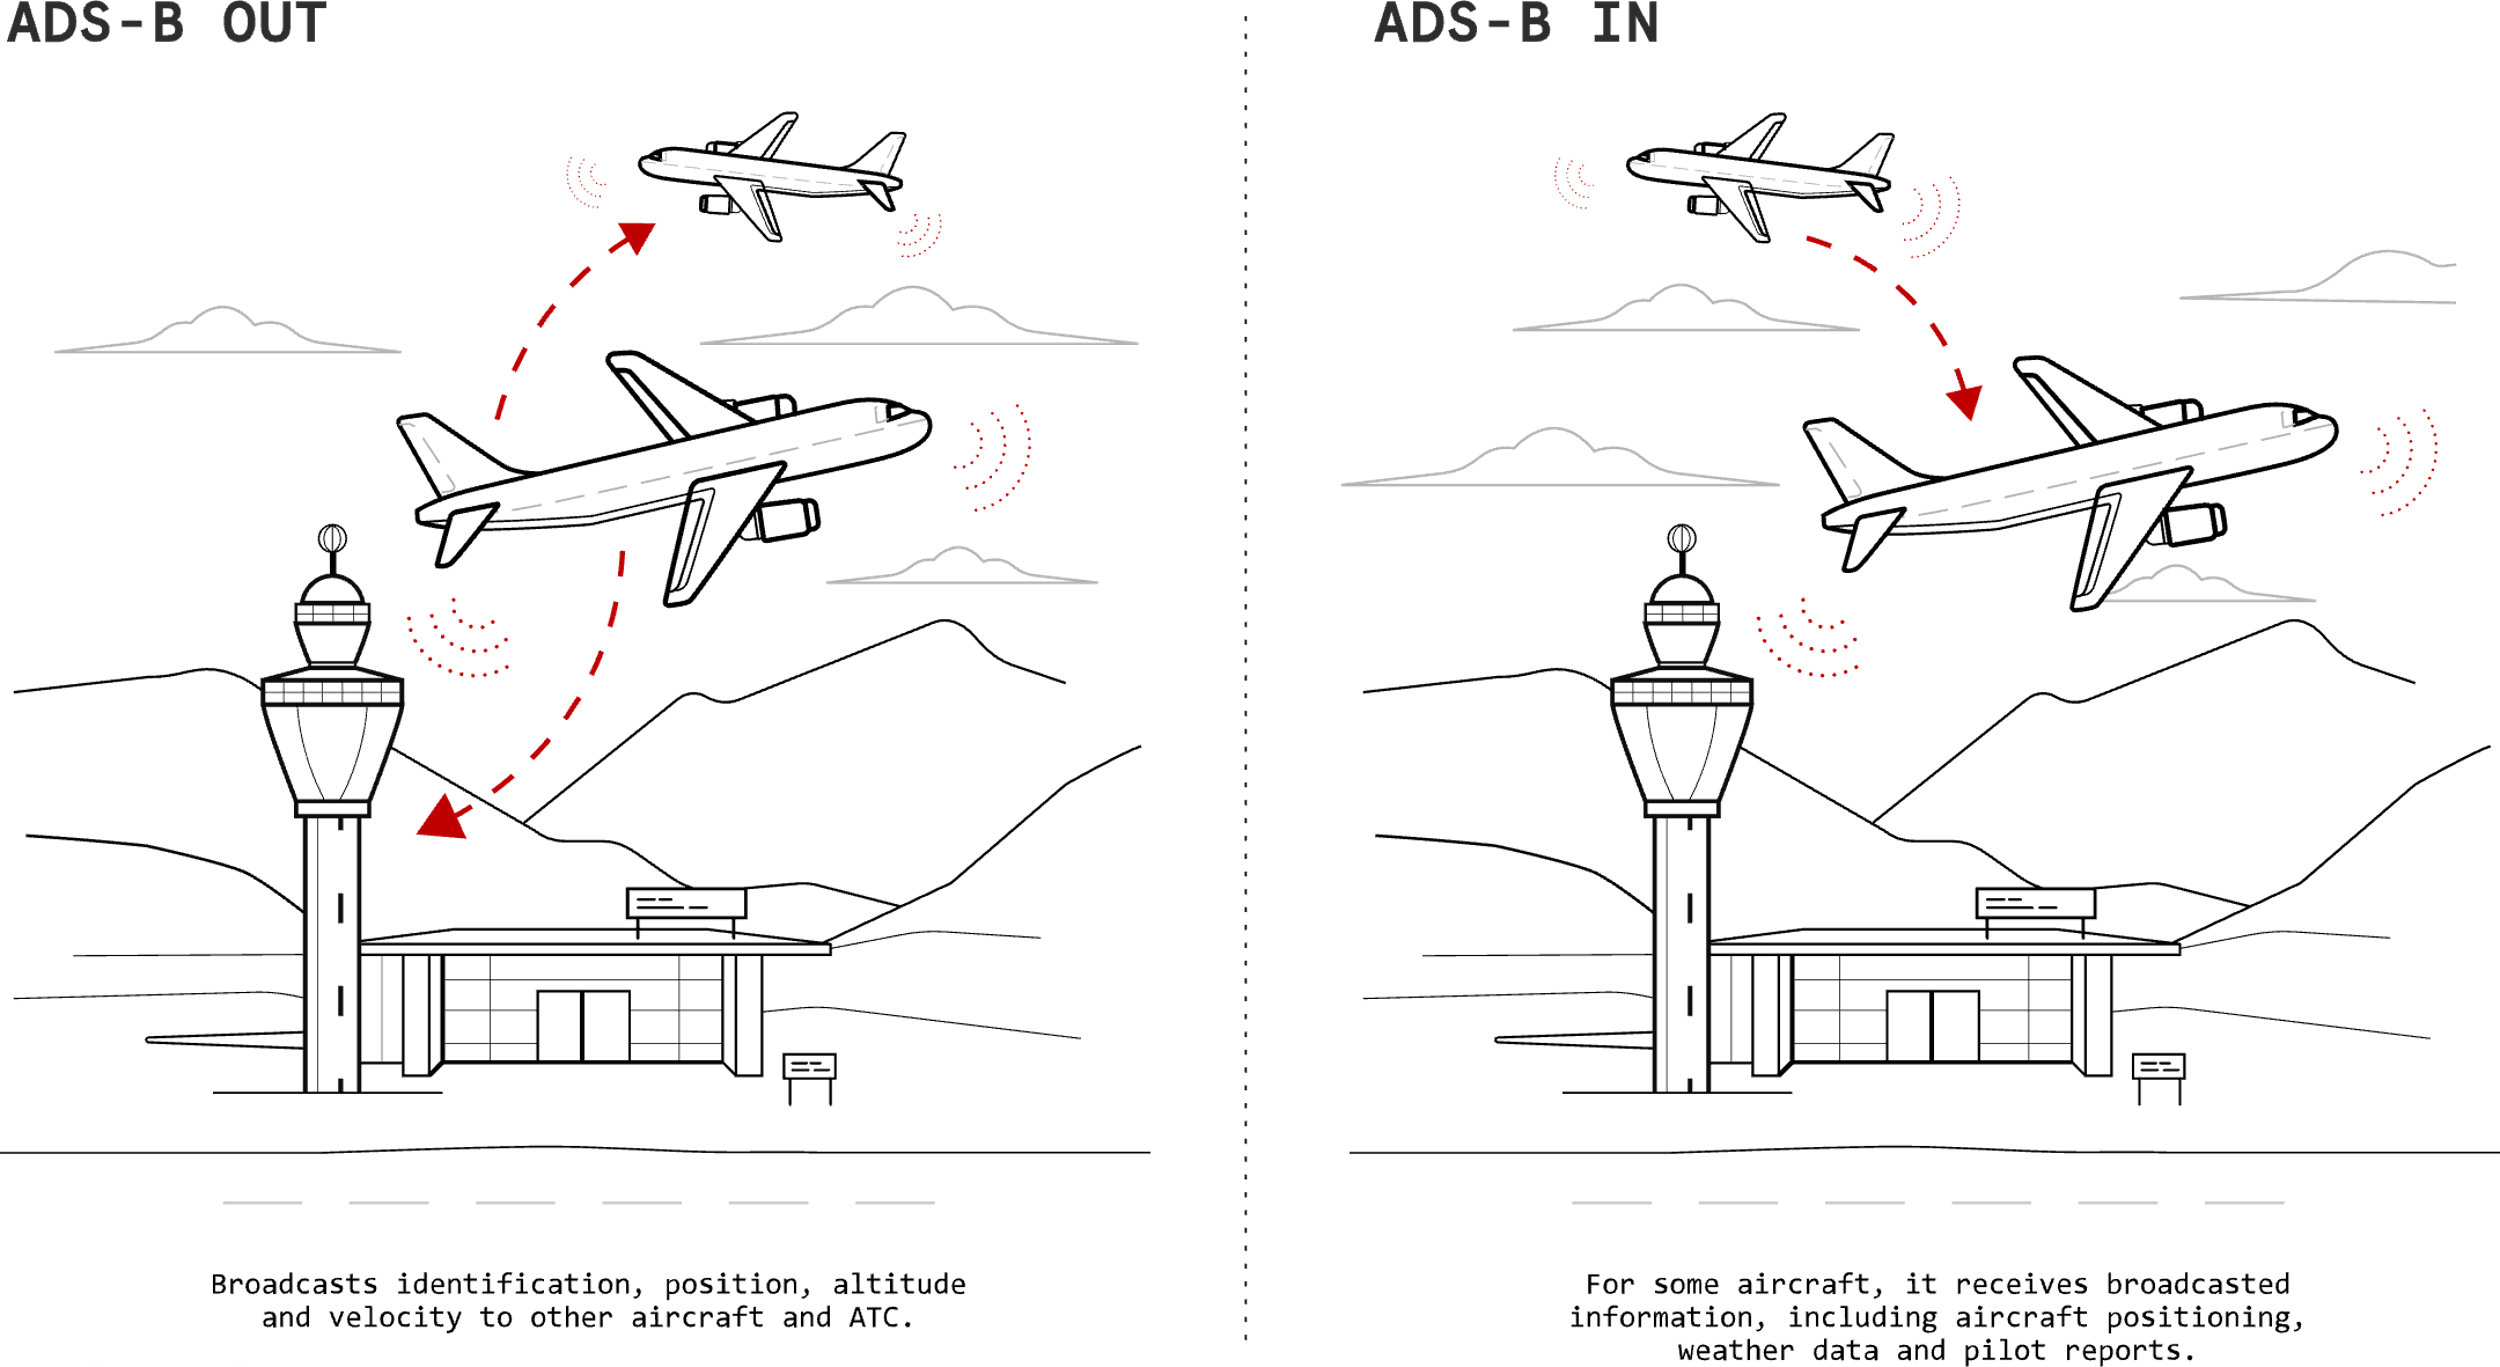 ADS-B OUT
Broadcasts identification, position, altitude
and velocity to other aircraft and ATC.
ADS-B IN
For some aircraft, it receives broadcasted
information, including aircraft positioning,
weather data and pilot reports.